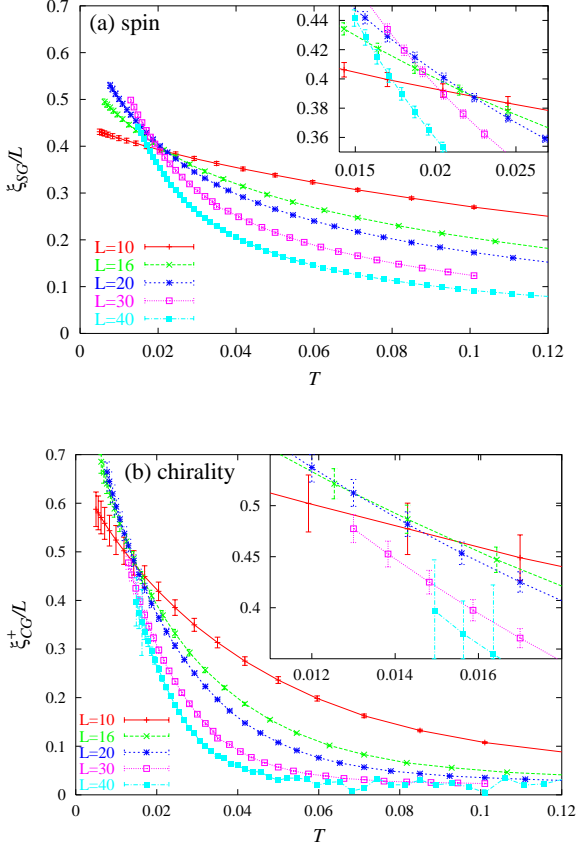 (a) spin
0.7
0.6
0.5
0.4
0.3
0.2
0.1
0
ξSG/L
0.44
0.42
0.4
0.38
0.36
0.015
0.020
0.025
L=10
L=16
L=20
L=30
L=40
0
0.02
0.04
0.06
0.08
0.1
0.12
T
(b) chirality
0.7
0.6
0.5
0.4
0.3
0.2
0.1
0
ξ+CG/L
0.5
0.45
0.4
0.012
0.014
0.016
L=10
L=16
L=20
L=30
L=40
0
0.02
0.04
0.06
0.08
0.1
0.12
T